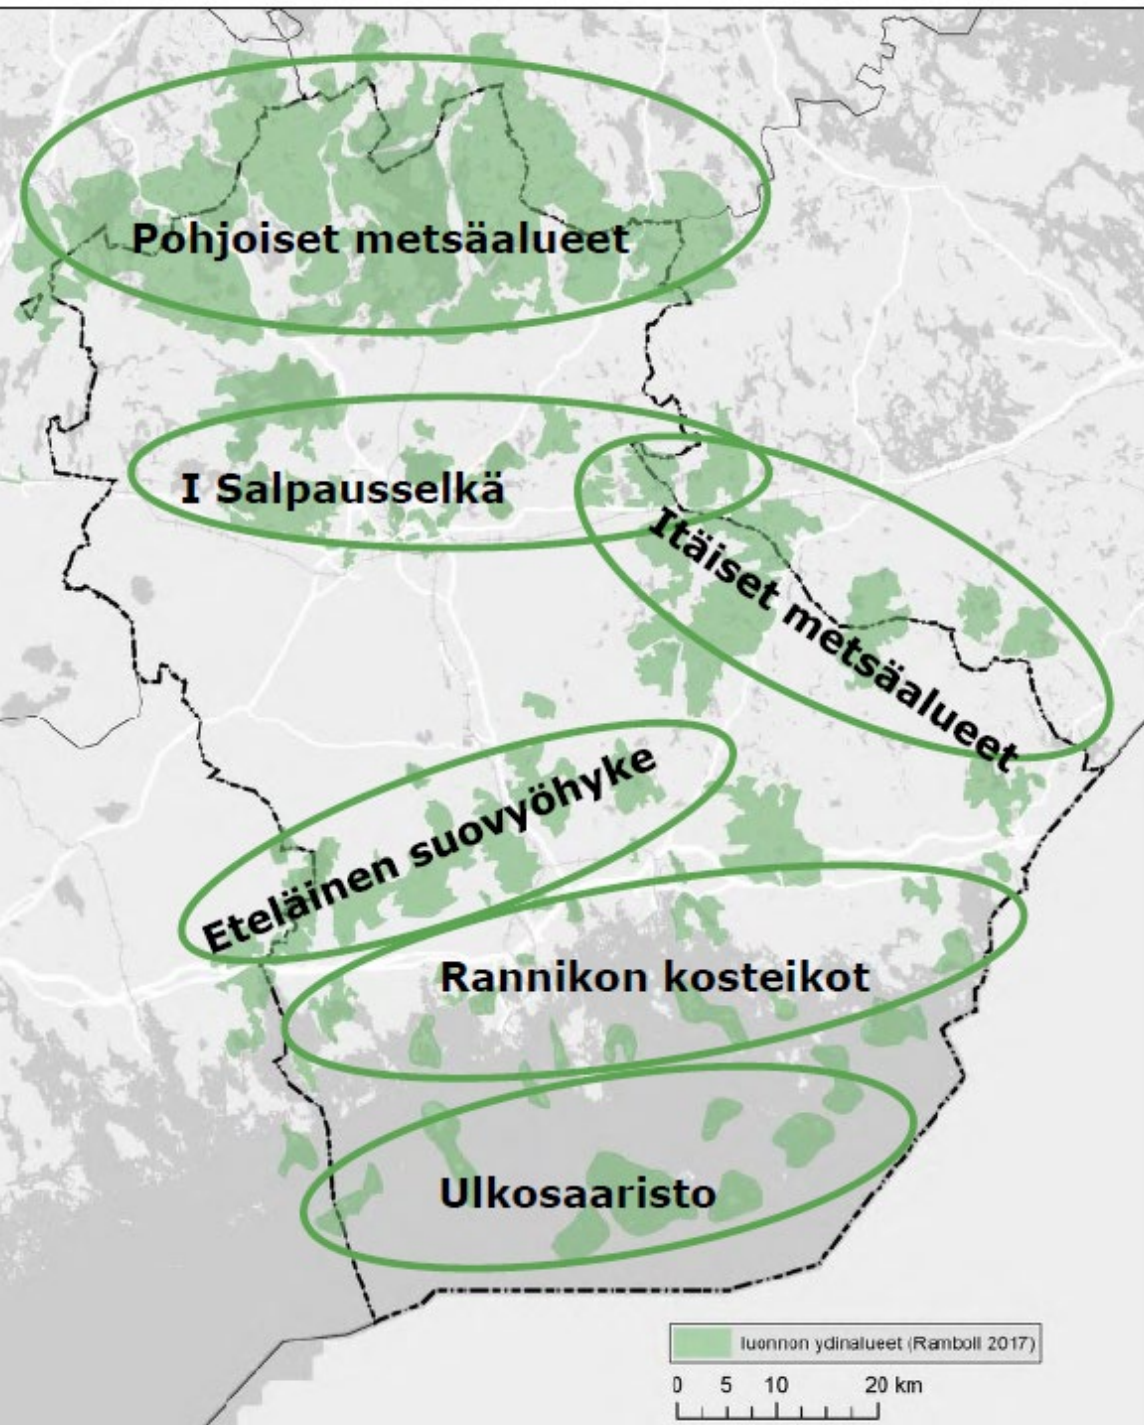 Pohjoiset metsäalueet
I Salpausselkä
Itäiset metsäalueet
Eteläinen suovyöhyke
Rannikon kosteikot
Ulkosaaristo
luonnon ydinalueet (Ramboll 2017)
0 5 10 20 km